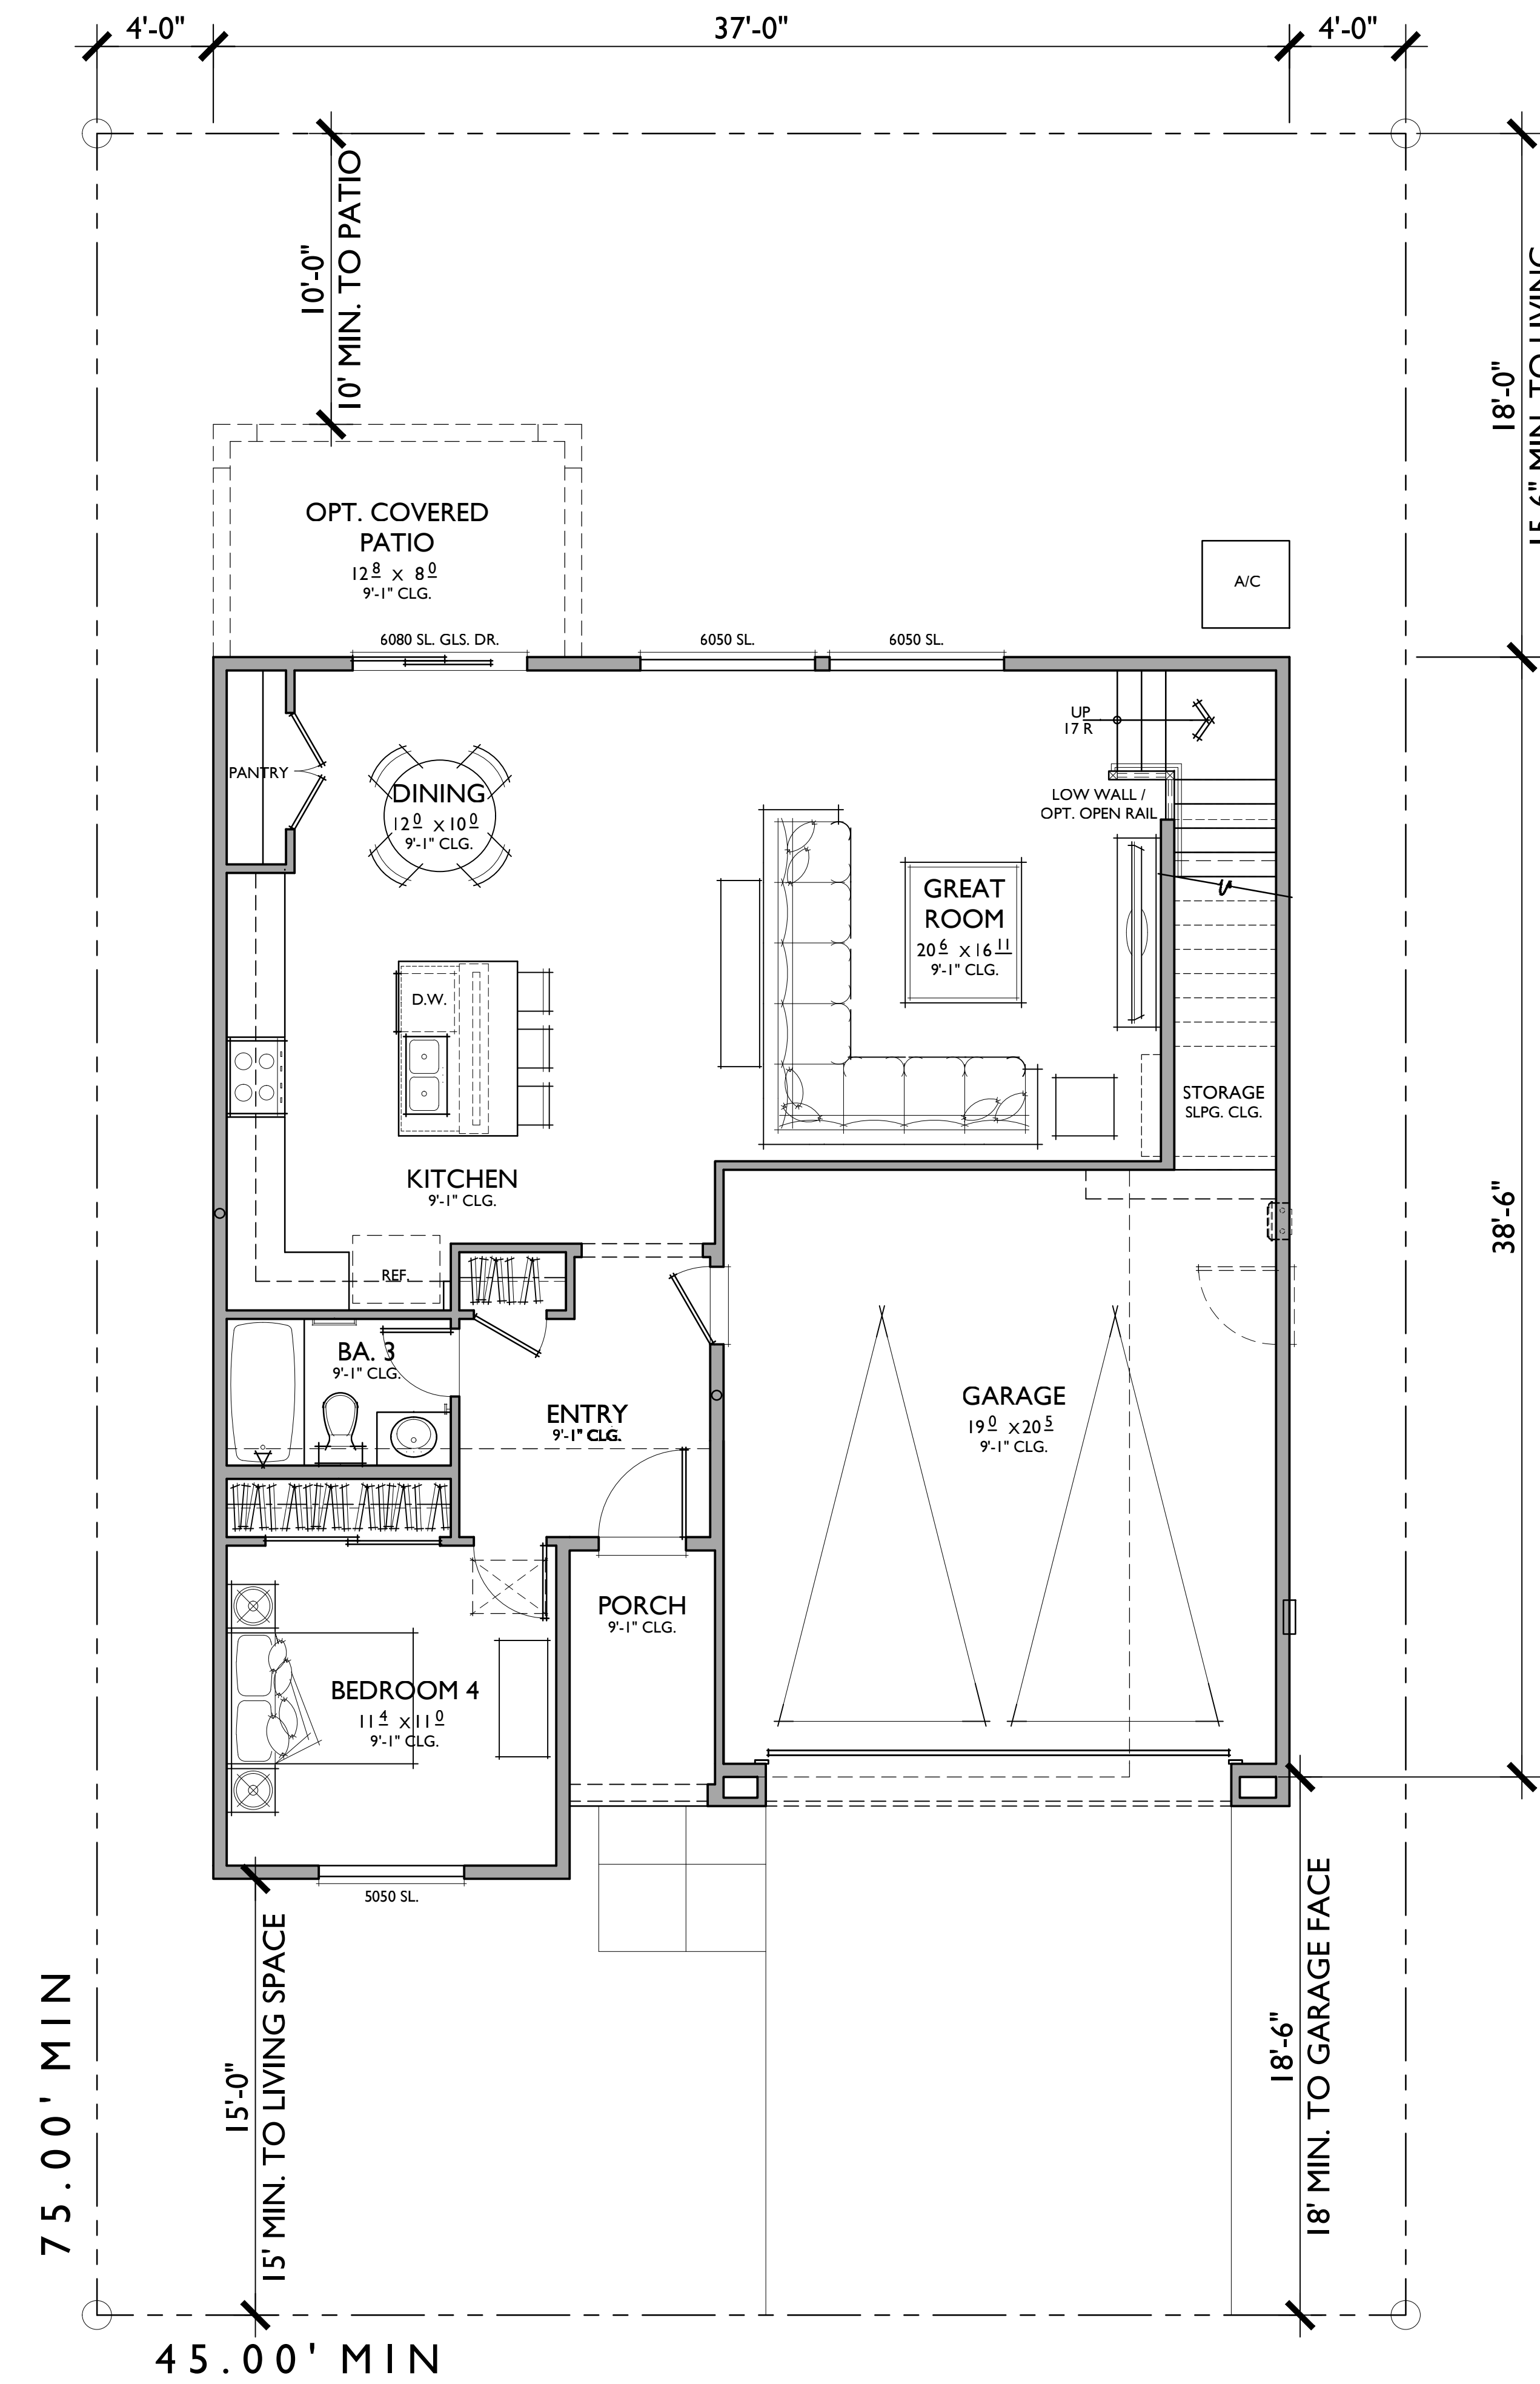 4'-0"
37'-0"
4'-0"
10'-0"
10' MIN. TO PATIO
18'-0"
15'-6" MIN. TO LIVING
OPT. COVERED
PATIO
12 8 X 8 0
9'-1" CLG.
A/C
6080 SL. GLS. DR.
6050 SL.
6050 SL.
UP
17 R
PANTRY
DINING
12 0 X 10 0
9'-1" CLG.
LOW WALL /
OPT. OPEN RAIL
GREAT
ROOM
20 6 X 16 11
9'-1" CLG.
D.W.
STORAGE
SLPG. CLG.
KITCHEN
9'-1" CLG.
38'-6"
REF.
BA. 3
9'-1" CLG.
ENTRY
9'-1" CLG.
GARAGE
19 0 X 20 5
9'-1" CLG.
PORCH
9'-1" CLG.
BEDROOM 4
11 4 X 11 0
9'-1" CLG.
5050 SL.
15'-0"
15' MIN. TO LIVING SPACE
18'-6"
18' MIN. TO GARAGE FACE
75.00' MIN
45.00' MIN